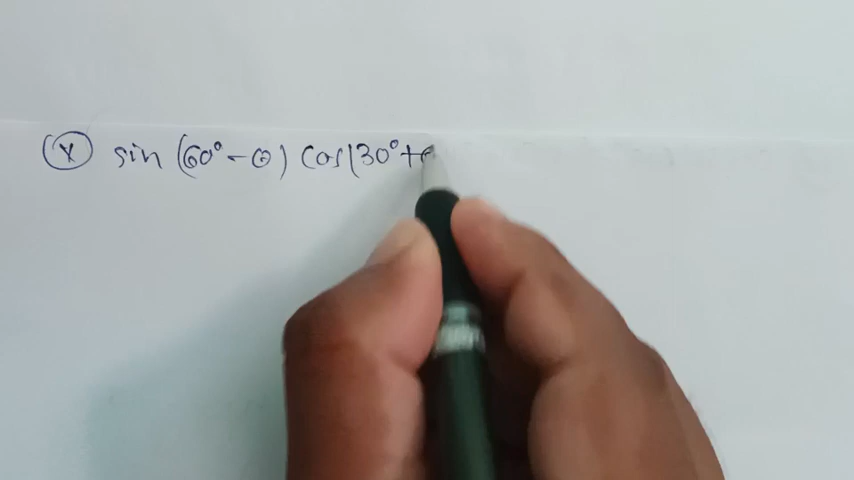 (x) sin (60° - θ) cos(30° + θ